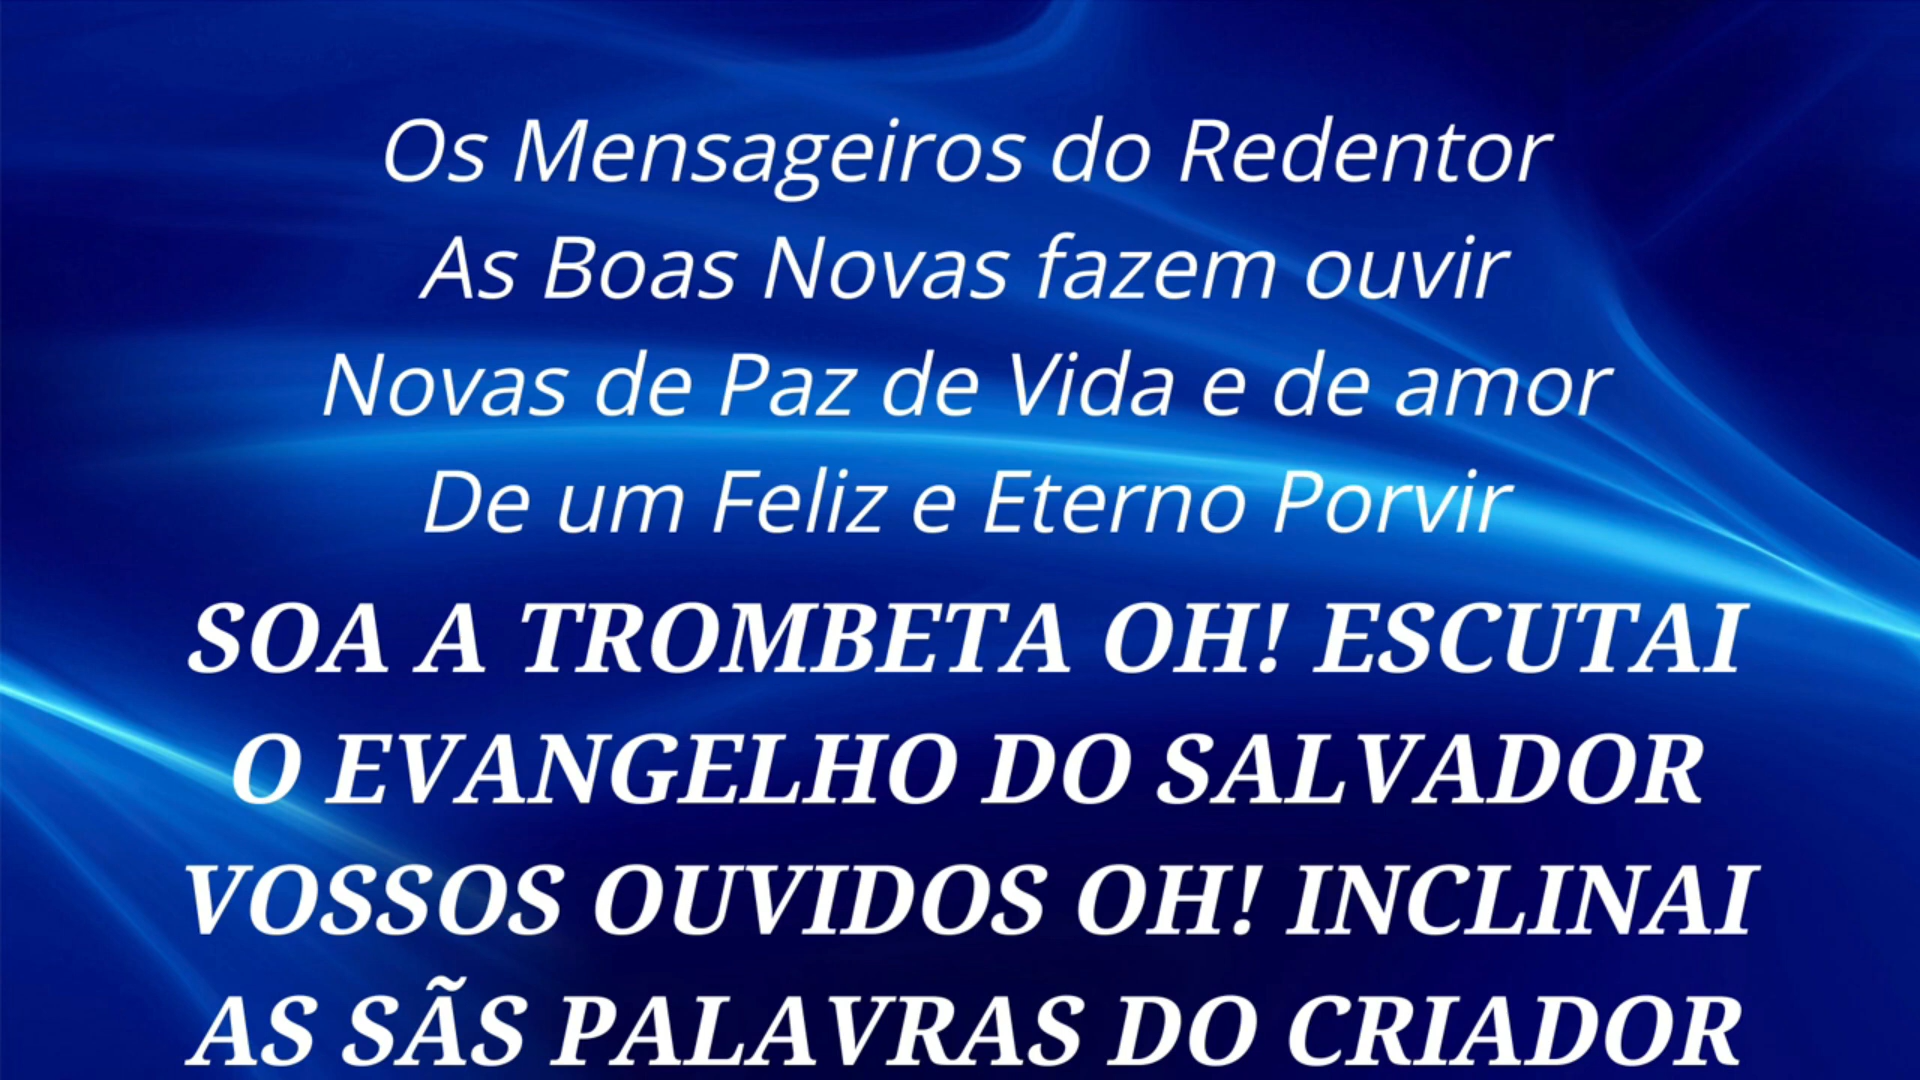 Os Mensageiros do Redentor
As Boas Novas fazem ouvir
Novas de Paz de Vida e de amor
De um Feliz e Eterno Porvir
SOA A TROMBETA OH! ESCUTAI
O EVANGELHO DO SALVADOR
VOSSOS OUVIDOS OH! INCLINAI
AS SÃS PALAVRAS DO CRIADOR